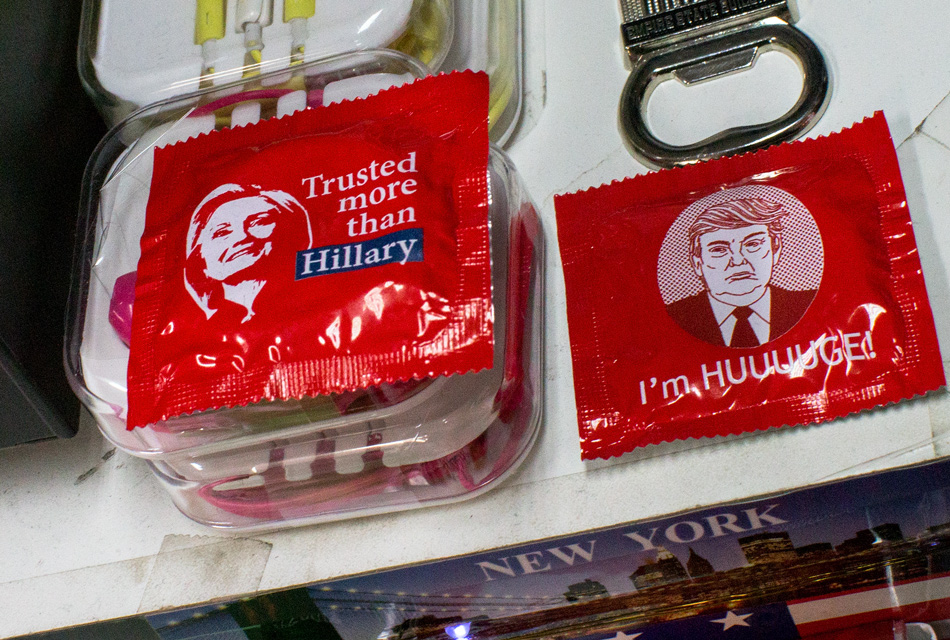 EMPIRE STATE BUILDING
Trusted
more
than
Hillary
I'm HUUUUGE!
NEW YORK